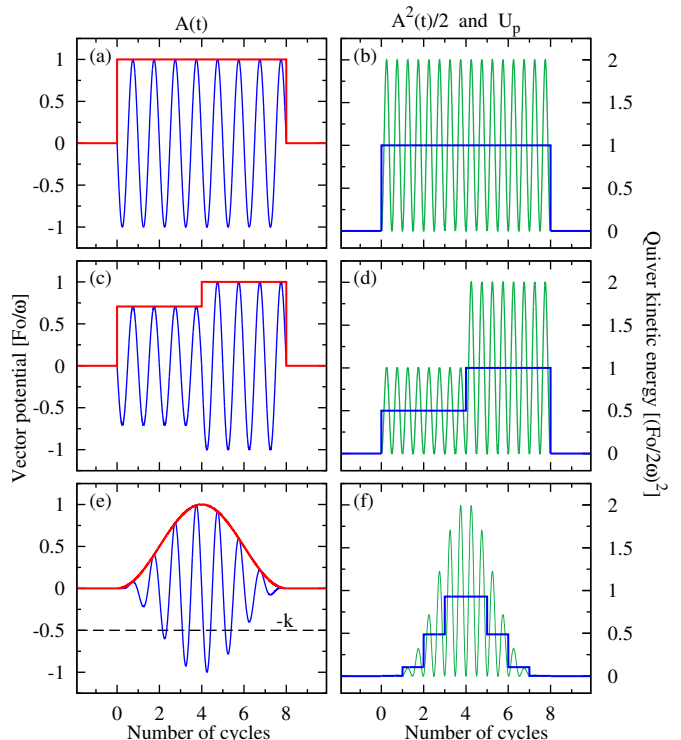 A(t)
A²(t)/2 and U_p
(a)
(b)
1
0.5
0
-0.5
-1
2
1.5
1
0.5
0
(c)
(d)
1
0.5
0
-0.5
-1
2
1.5
1
0.5
0
(e)
(f)
-k
1
0.5
0
-0.5
-1
2
1.5
1
0.5
0
0 2 4 6 8
0 2 4 6 8
Number of cycles
Number of cycles
Vector potential [Fo/ω]
Quiver kinetic energy [(Fo/2ω)²]